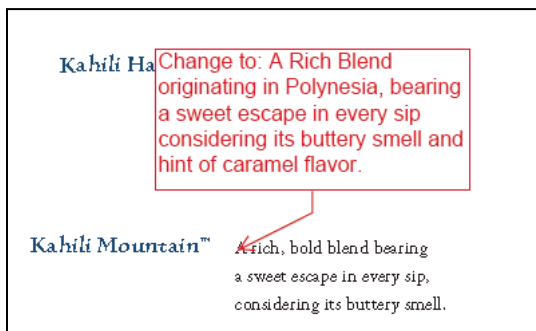 Kahili Ha
Change to: A Rich Blend
originating in Polynesia, bearing
a sweet escape in every sip
considering its buttery smell and
hint of caramel flavor.
Kahili Mountain™ A rich, bold blend bearing
a sweet escape in every sip,
considering its buttery smell.